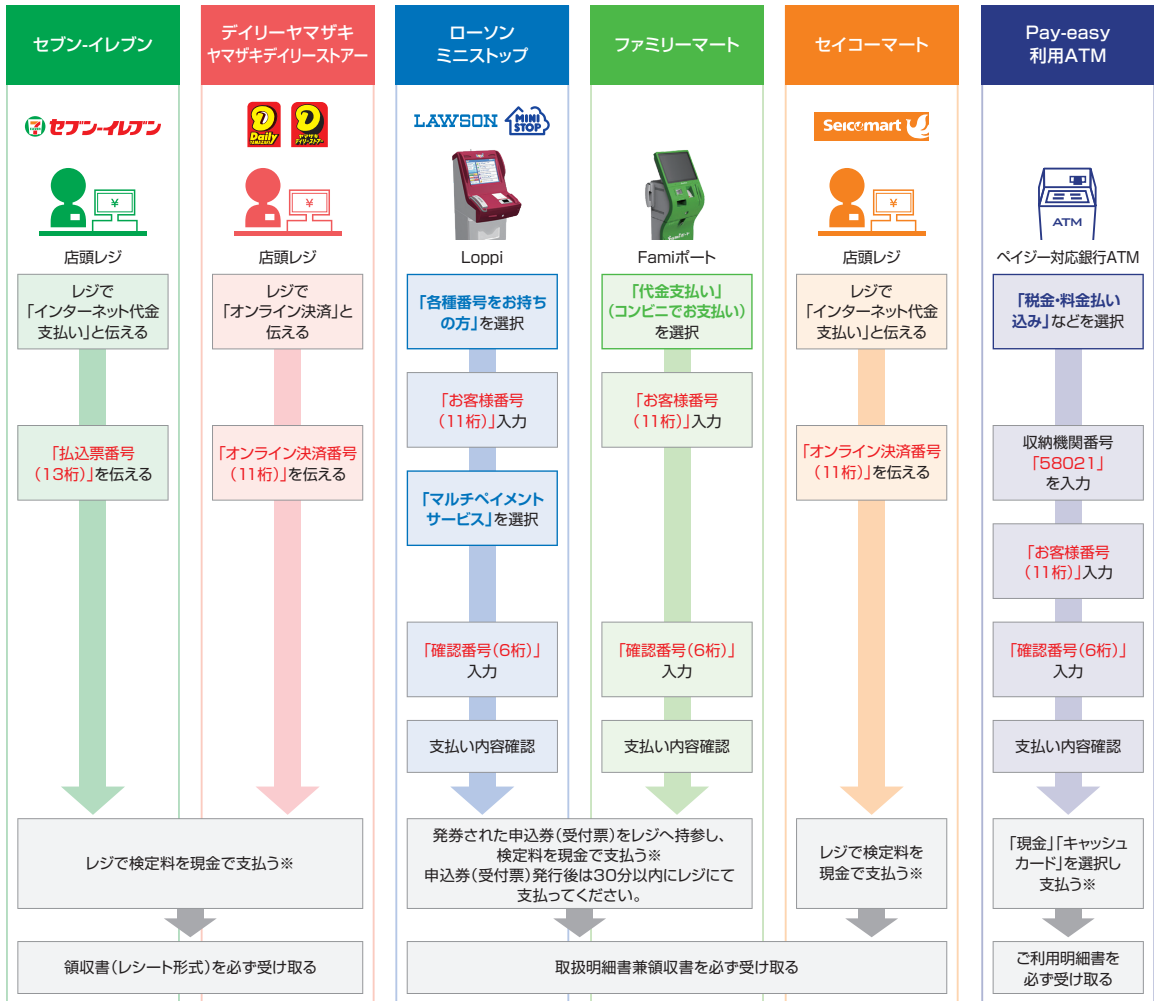 セブン-イレブン
デイリーヤマザキ
ヤマザキデイリーストアー
ローソン
ミニストップ
ファミリーマート
セイコーマート
Pay-easy
利用ATM
セブン-イレブン
Daily
YAMAZAKI
ヤマザキ
デイリーストアー
LAWSON
MINI
STOP
Seicomart
¥
¥
¥
ATM
店頭レジ
店頭レジ
Loppi
Famiポート
店頭レジ
ペイジー対応銀行ATM
レジで
「インターネット代金
支払い」と伝える
「払込票番号
(13桁)」を伝える
レジで
「オンライン決済」と
伝える
「オンライン決済番号
(11桁)」を伝える
「各種番号をお持ち
の方」を選択
「お客様番号
(11桁)」入力
「マルチペイメント
サービス」を選択
「確認番号(6桁)」
入力
支払い内容確認
「代金支払い」
(コンビニでお支払い)
を選択
「お客様番号
(11桁)」入力
「確認番号(6桁)」
入力
支払い内容確認
レジで
「インターネット代金
支払い」と伝える
「オンライン決済番号
(11桁)」を伝える
「税金・料金払い
込み」などを選択
収納機関番号
「58021」
を入力
「お客様番号
(11桁)」入力
「確認番号(6桁)」
入力
支払い内容確認
レジで検定料を現金で支払う※
発券された申込券(受付票)をレジへ持参し、
検定料を現金で支払う※
申込券(受付票)発行後は30分以内にレジにて
支払ってください。
レジで検定料を
現金で支払う※
「現金」「キャッシュ
カード」を選択し
支払う※
領収書(レシート形式)を必ず受け取る
取扱明細書兼領収書を必ず受け取る
ご利用明細書を
必ず受け取る